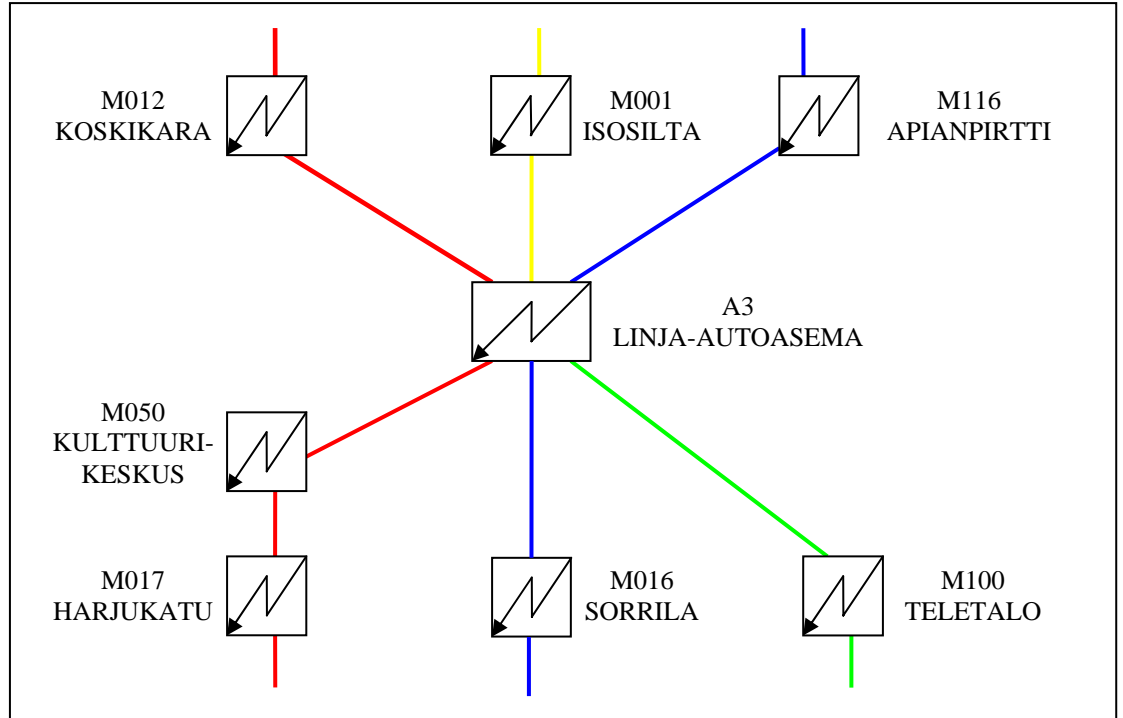 M012
KOSKIKARA
M001
ISOSILTA
M116
APIANPIRTTI
A3
LINJA-AUTOASEMA
M050
KULTTUURI-
KESKUS
M017
HARJUKATU
M016
SORRILA
M100
TELETALO